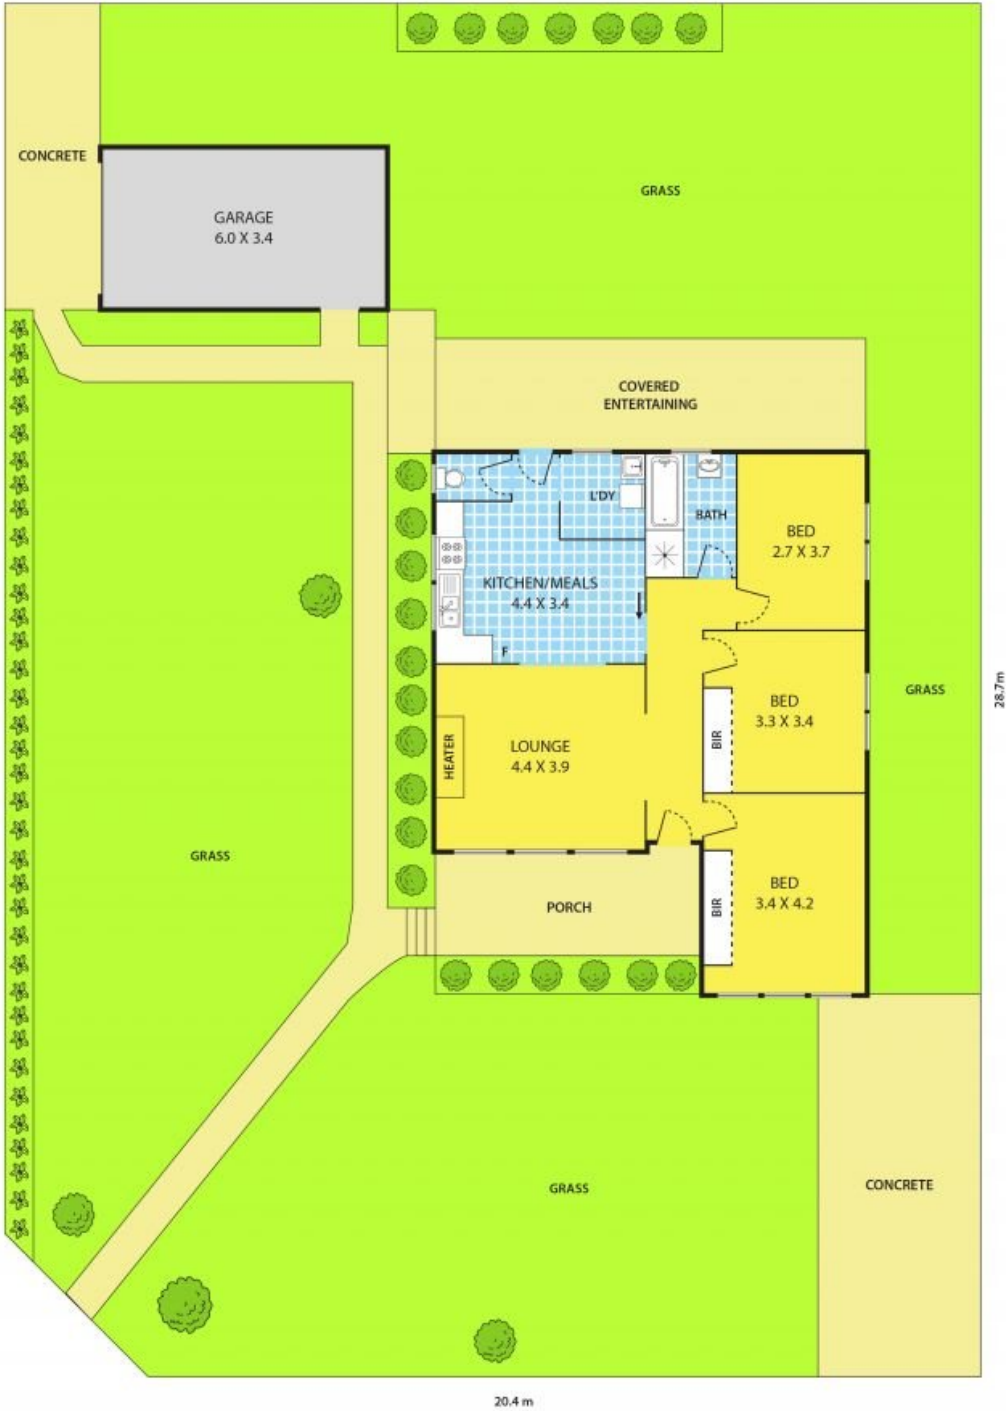 CONCRETE
GRASS
GARAGE
6.0 X 3.4
COVERED
ENTERTAINING
L'DY
BATH
BED
2.7 X 3.7
KITCHEN/MEALS
4.4 X 3.4
F
BED
3.3 X 3.4
BIR
GRASS
28.7m
LOUNGE
4.4 X 3.9
HEATER
GRASS
PORCH
BED
3.4 X 4.2
BIR
GRASS
CONCRETE
20.4 m